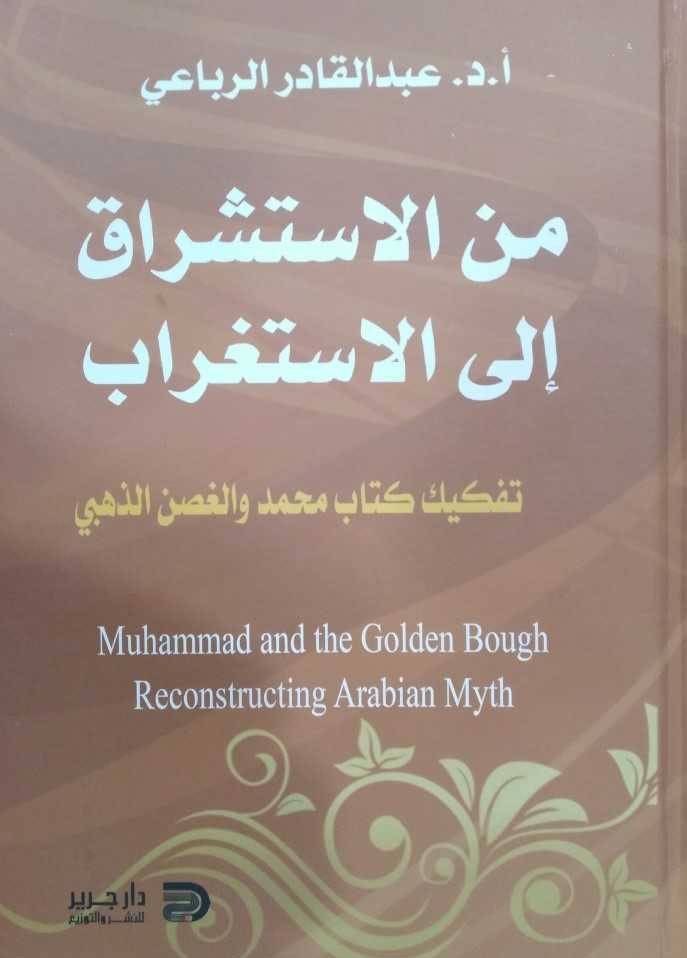 أ.د. عبدالقادر الرباعي
من الاستشراق
إلى الاستغراب
تفكيك كتاب محمد والغصن الذهبي
Muhammad and the Golden Bough
Reconstructing Arabian Myth
دار جرير
للنشر والتوزيع